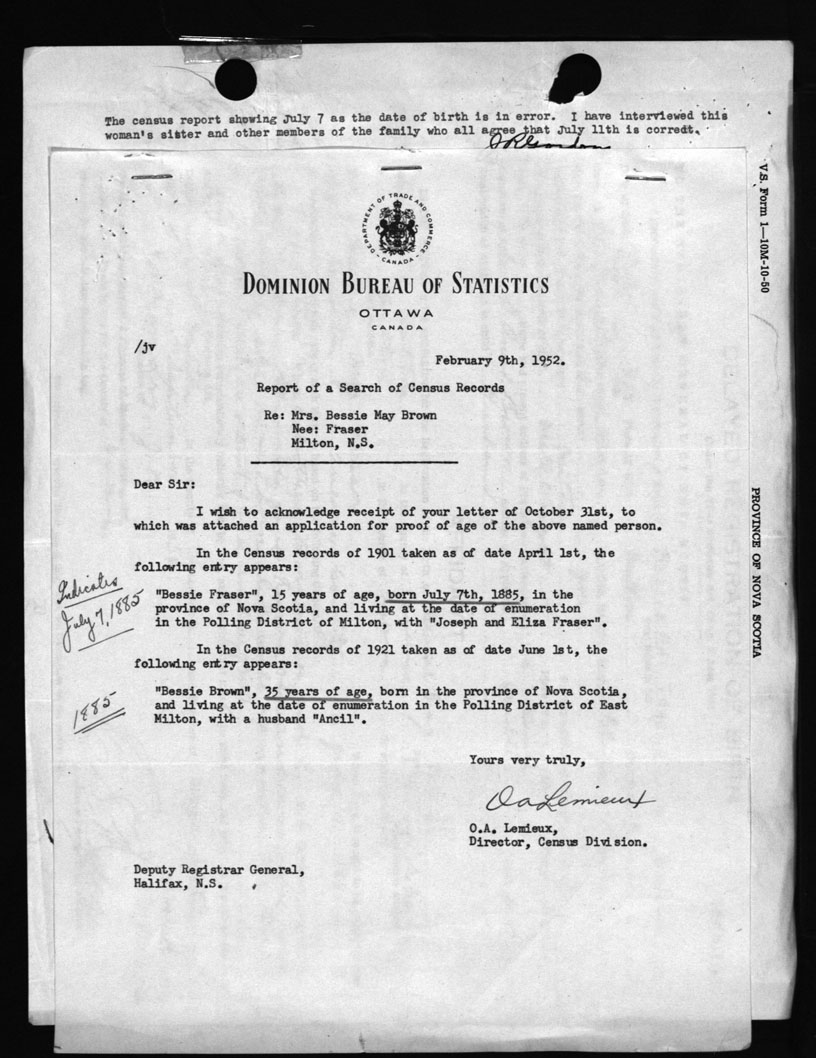 The census report showing July 7 as the date of birth is in error. I have interviewed this
woman's sister and other members of the family who all agree that July 11th is corredt.
DEPARTMENT OF TRADE AND COMMERCE
CANADA
DOMINION BUREAU OF STATISTICS
OTTAWA
CANADA
/jv
February 9th, 1952.
Report of a Search of Census Records
Re: Mrs. Bessie May Brown
Nee: Fraser
Milton, N.S.
Dear Sir:
I wish to acknowledge receipt of your letter of October 31st, to
which was attached an application for proof of age of the above named person.
In the Census records of 1901 taken as of date April 1st, the
following entry appears:
"Bessie Fraser", 15 years of age, born July 7th, 1885, in the
province of Nova Scotia, and living at the date of enumeration
in the Polling District of Milton, with "Joseph and Eliza Fraser".
Indicates
July 7, 1885
In the Census records of 1921 taken as of date June 1st, the
following entry appears:
"Bessie Brown", 35 years of age, born in the province of Nova Scotia,
and living at the date of enumeration in the Polling District of East
Milton, with a husband "Ancil".
1885
Yours very truly,
O A Lemieux
O.A. Lemieux,
Director, Census Division.
Deputy Registrar General,
Halifax, N.S.
V.S. Form 1—10M-10-50
PROVINCE OF NOVA SCOTIA